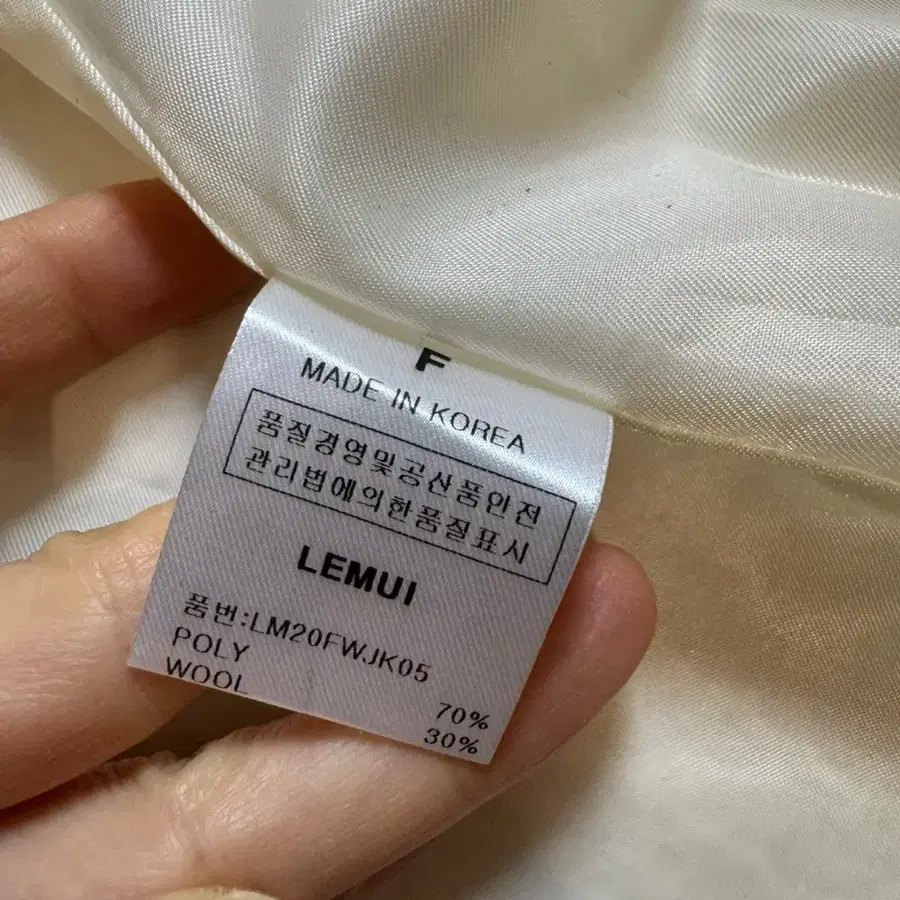 F
MADE IN KOREA
품질경영및공산품안전
관리법에의한품질표시
LEMUI
품번:LM20FWJK05
POLY 70%
WOOL 30%